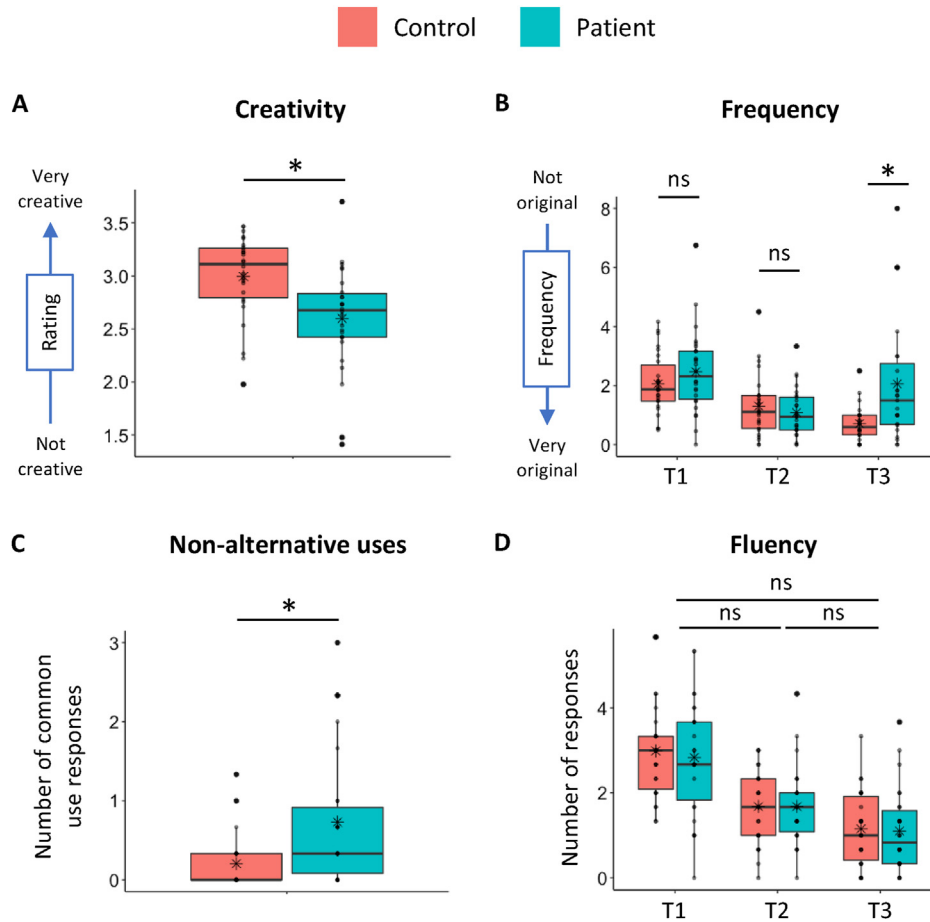 Control Patient
A Creativity
Very
creative
Rating
Not
creative
*
3.5
3.0
2.5
2.0
1.5
B Frequency
Not
original
Frequency
Very
original
ns
ns
*
8
6
4
2
0
T1 T2 T3
C Non-alternative uses
Number of common
use responses
*
3
2
1
0
D Fluency
Number of responses
ns
ns ns
4
2
0
T1 T2 T3